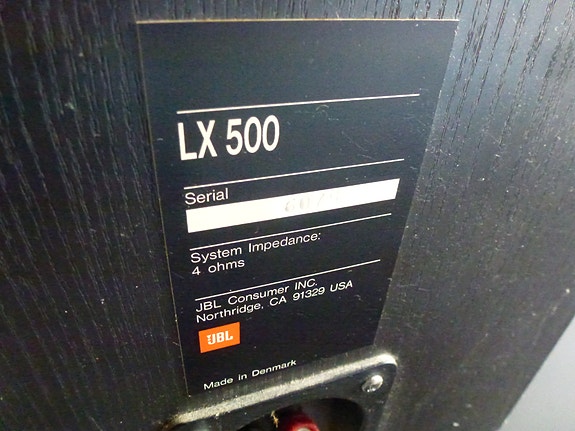 LX 500
Serial
System Impedance:
4 ohms
JBL Consumer INC.
Northridge, CA 91329 USA
JBL
Made in Denmark